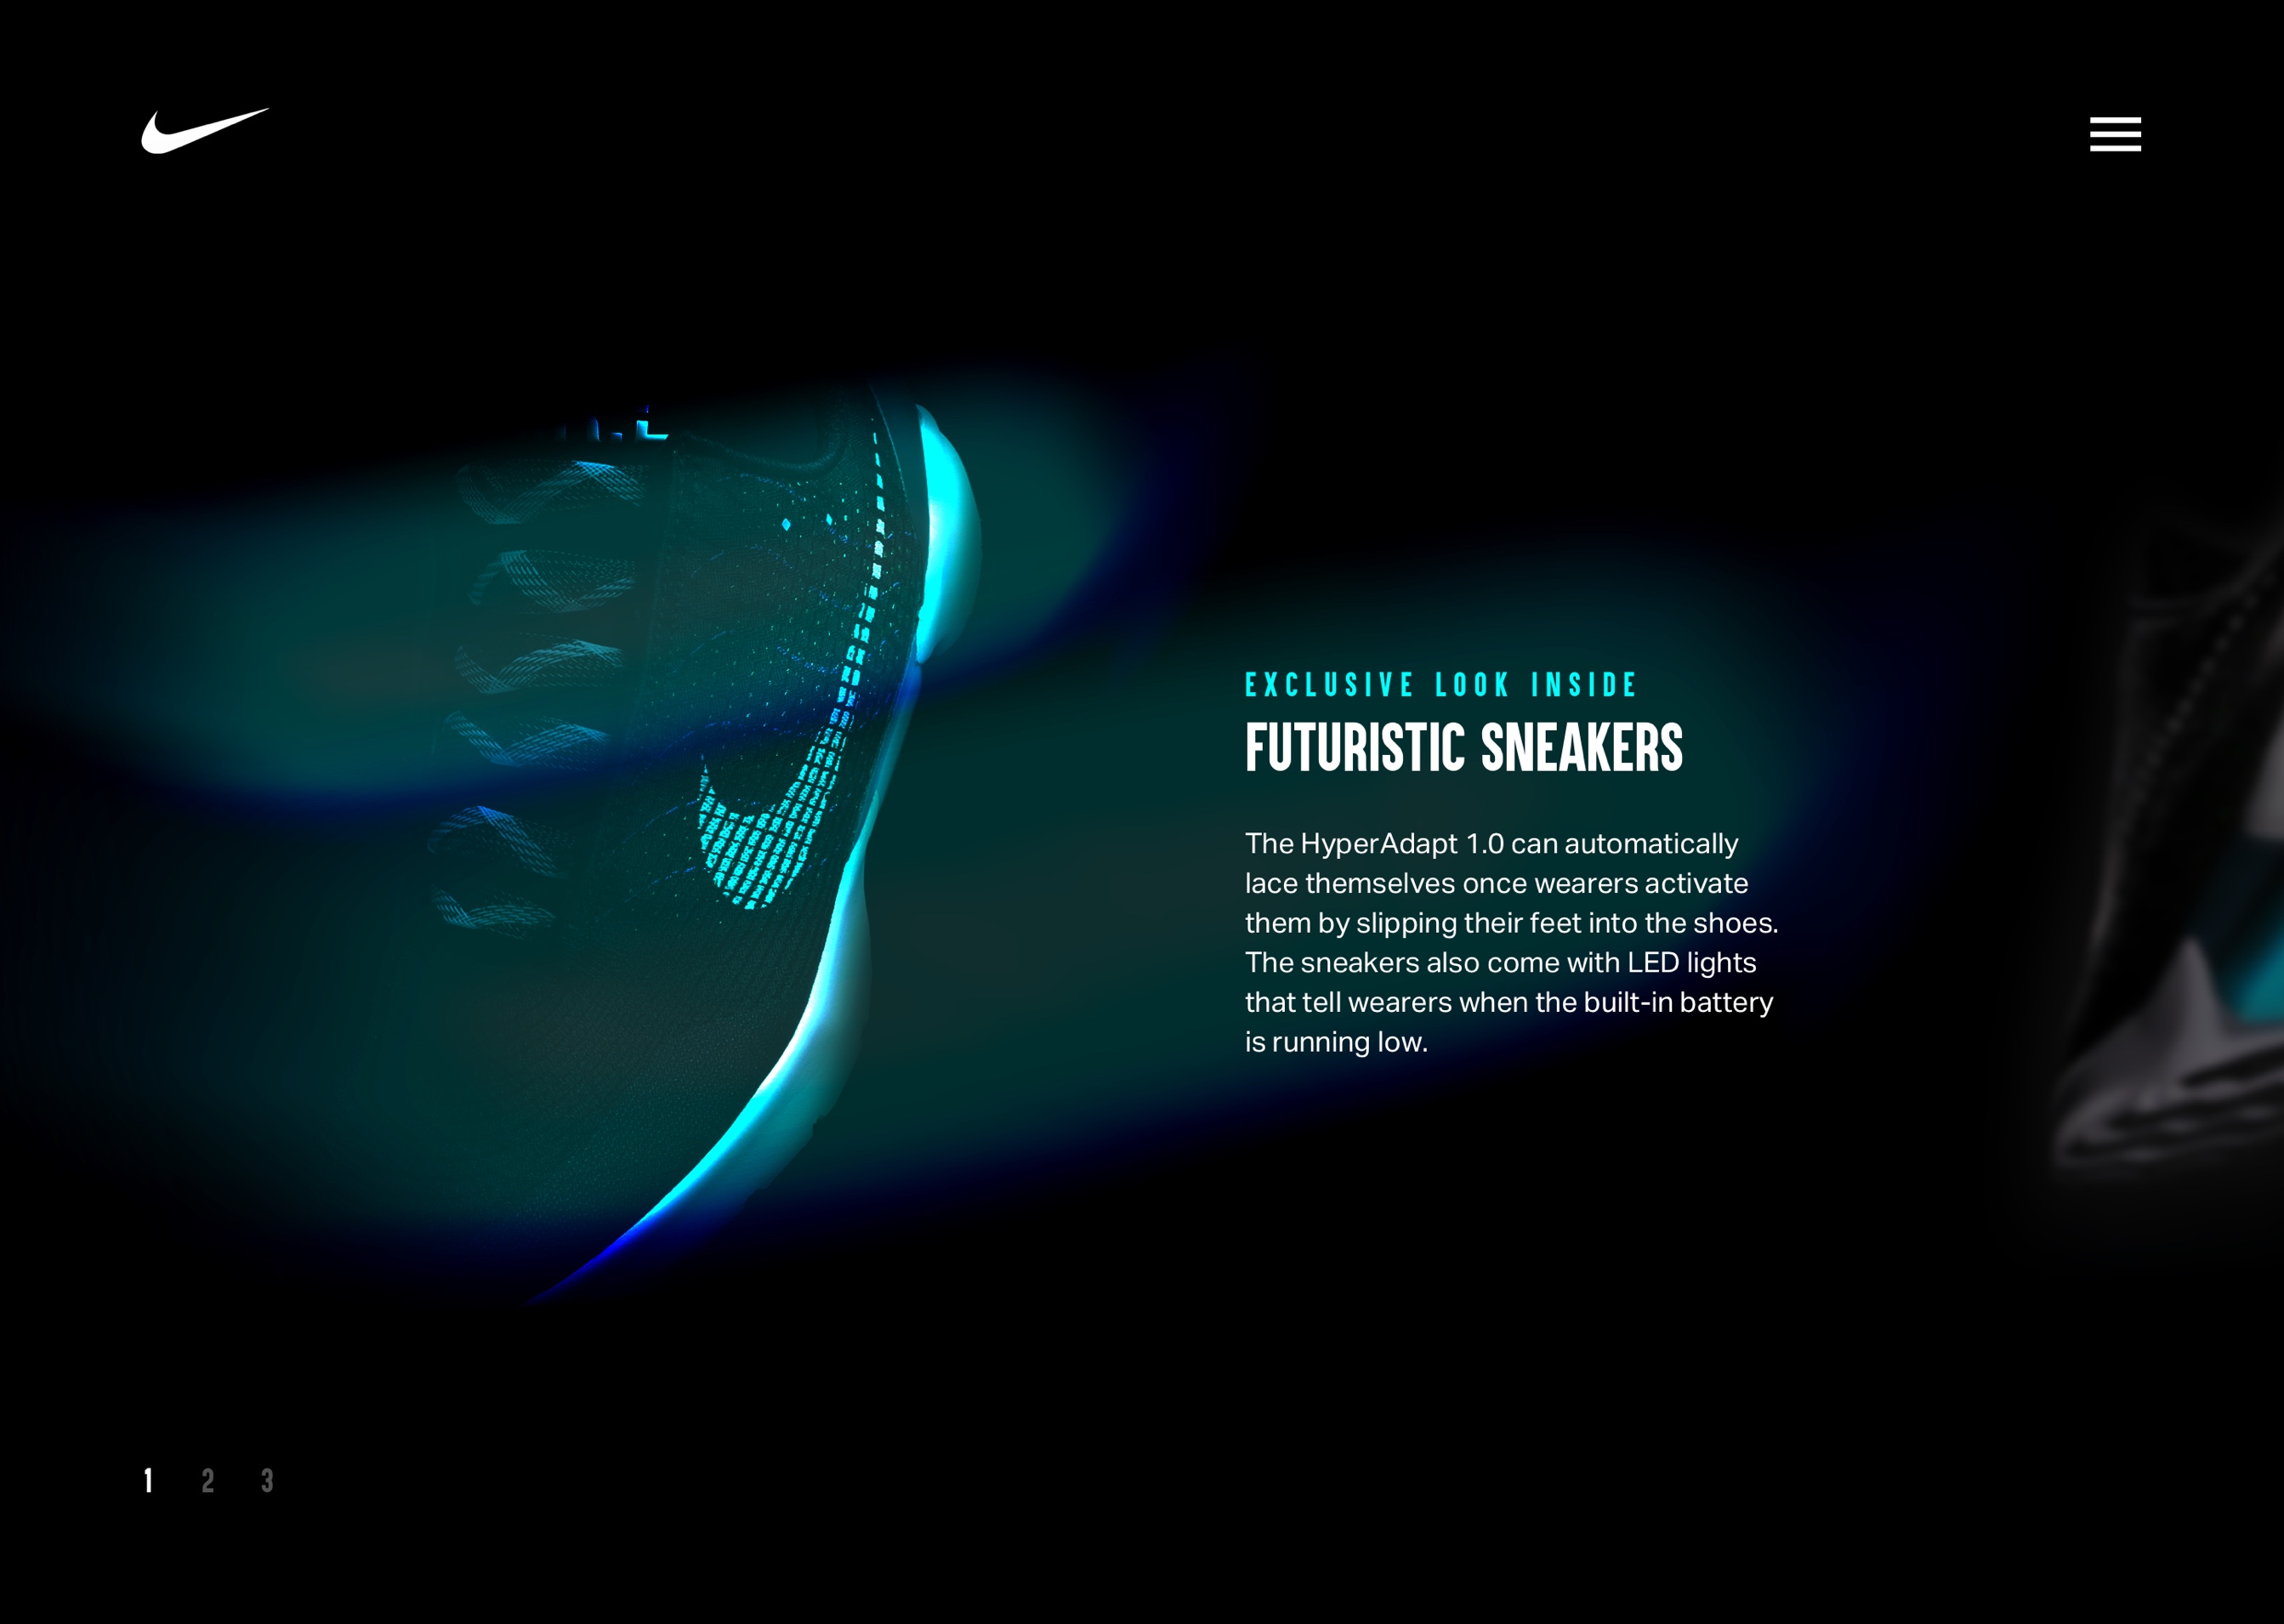 EXCLUSIVE LOOK INSIDE
FUTURISTIC SNEAKERS
The HyperAdapt 1.0 can automatically
lace themselves once wearers activate
them by slipping their feet into the shoes.
The sneakers also come with LED lights
that tell wearers when the built-in battery
is running low.
1 2 3